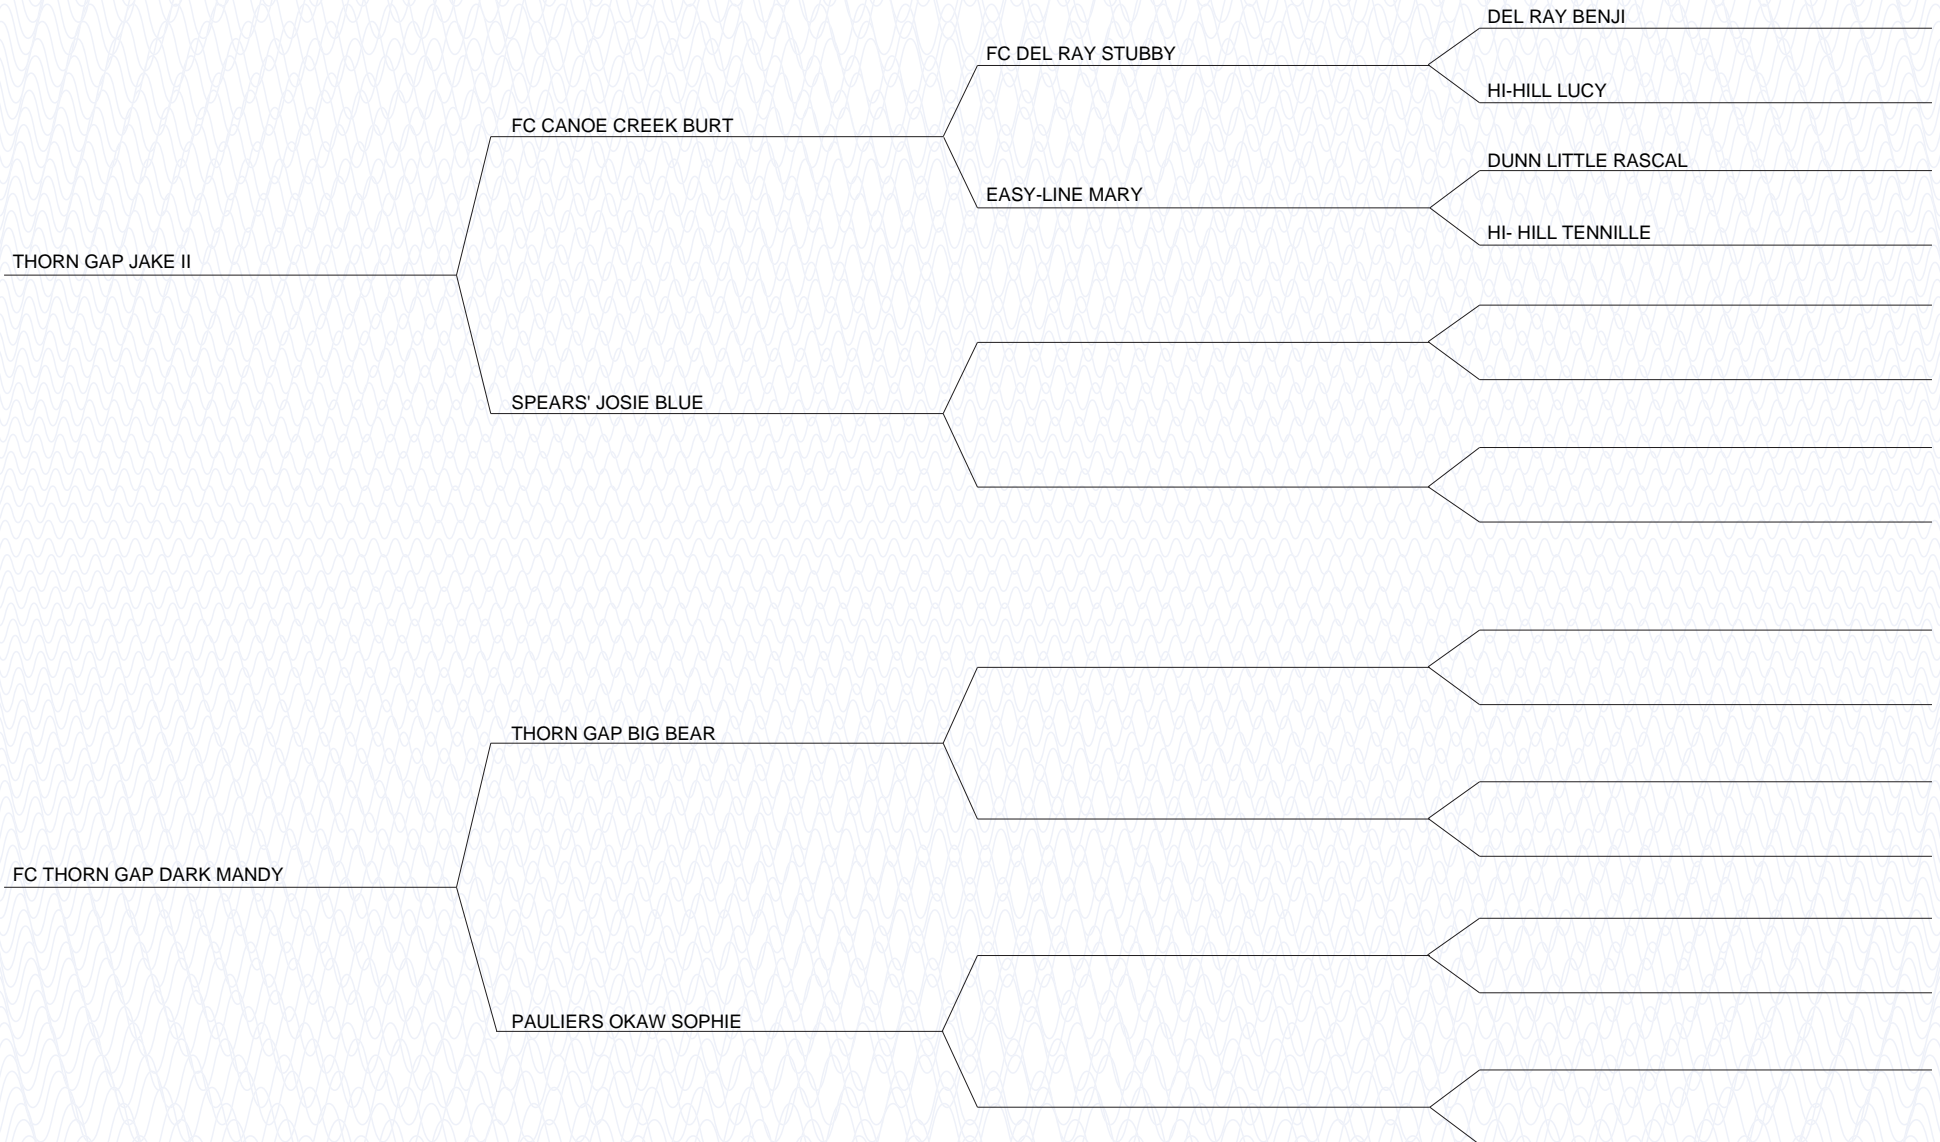 DEL RAY BENJI
FC DEL RAY STUBBY
HI-HILL LUCY
FC CANOE CREEK BURT
DUNN LITTLE RASCAL
EASY-LINE MARY
HI- HILL TENNILLE
THORN GAP JAKE II
SPEARS' JOSIE BLUE
THORN GAP BIG BEAR
FC THORN GAP DARK MANDY
PAULIERS OKAW SOPHIE